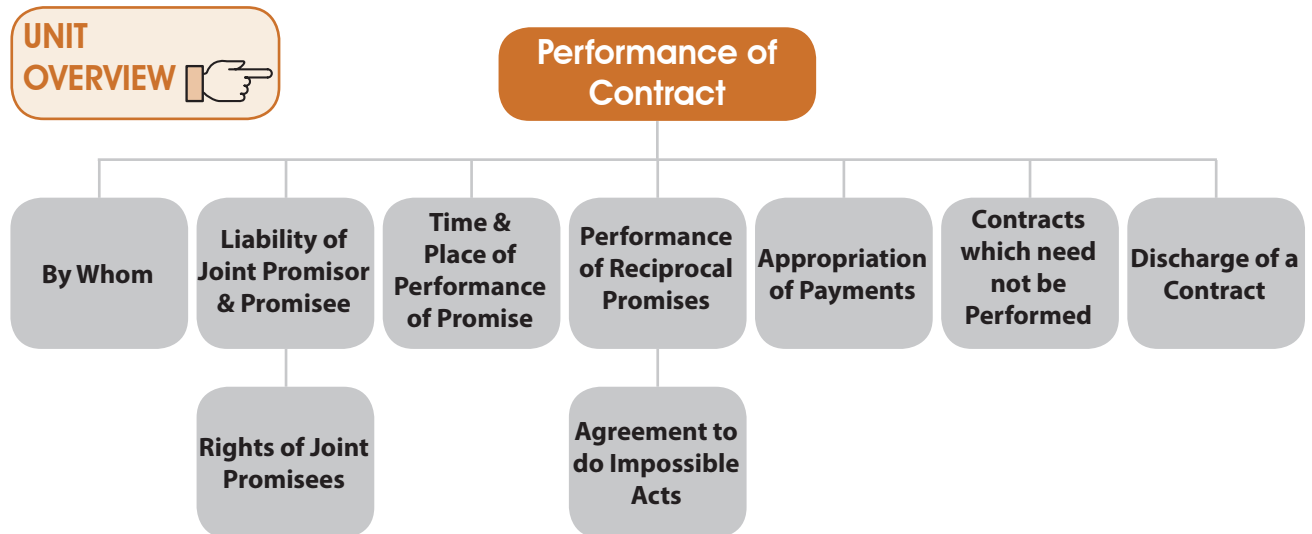 UNIT
OVERVIEW
Performance of
Contract
By Whom
Liability of
Joint Promisor
& Promisee
Time &
Place of
Performance
of Promise
Performance
of Reciprocal
Promises
Appropriation
of Payments
Contracts
which need
not be
Performed
Discharge of a
Contract
Rights of Joint
Promisees
Agreement to
do Impossible
Acts